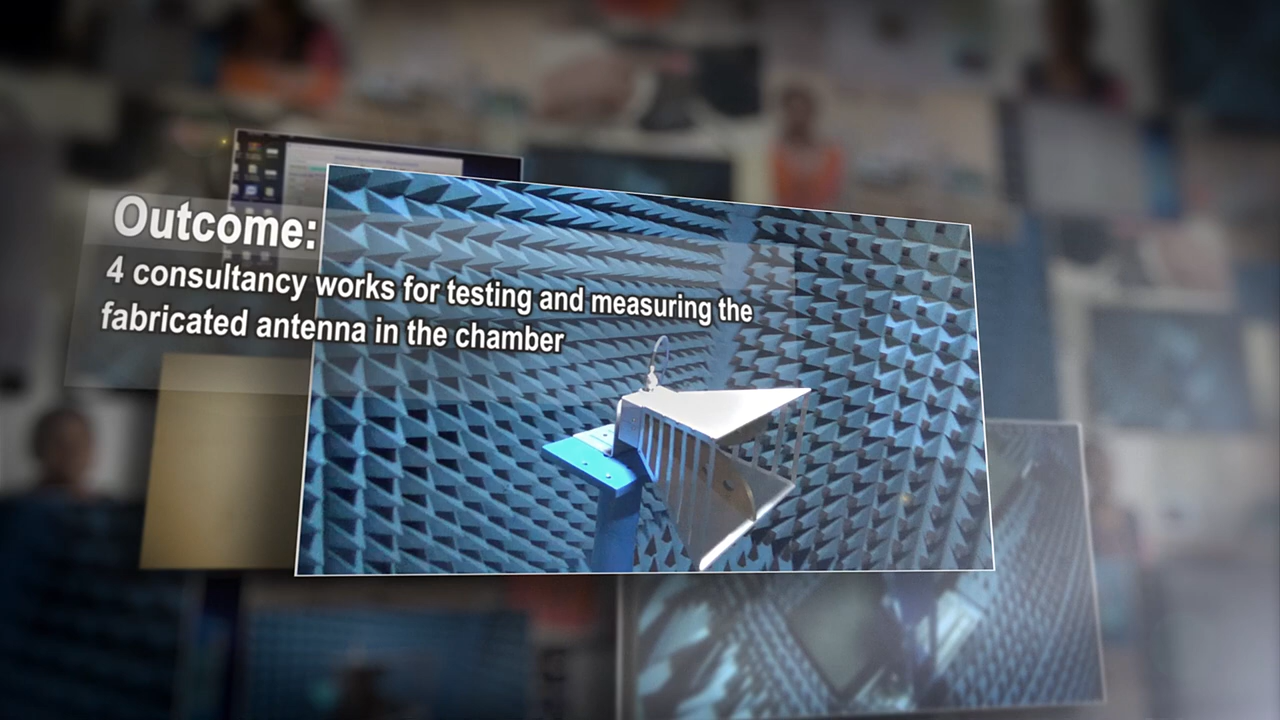 Outcome:
4 consultancy works for testing and measuring the
fabricated antenna in the chamber